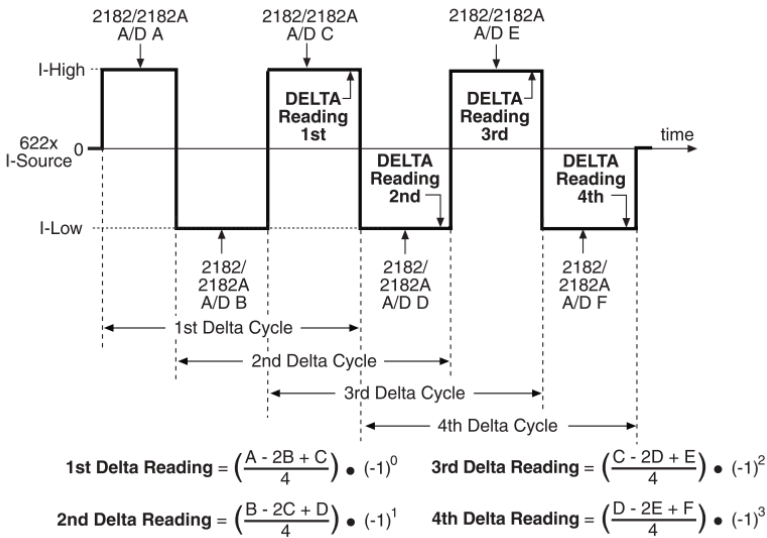 2182/2182A
A/D A
2182/2182A
A/D C
2182/2182A
A/D E
I-High
DELTA
Reading
1st
DELTA
Reading
3rd
622x
I-Source
0
time
DELTA
Reading
2nd
DELTA
Reading
4th
I-Low
2182/
2182A
A/D B
2182/
2182A
A/D D
2182/
2182A
A/D F
1st Delta Cycle
2nd Delta Cycle
3rd Delta Cycle
4th Delta Cycle
1st Delta Reading = ((A - 2B + C)/4) • (-1)^0
3rd Delta Reading = ((C - 2D + E)/4) • (-1)^2
2nd Delta Reading = ((B - 2C + D)/4) • (-1)^1
4th Delta Reading = ((D - 2E + F)/4) • (-1)^3